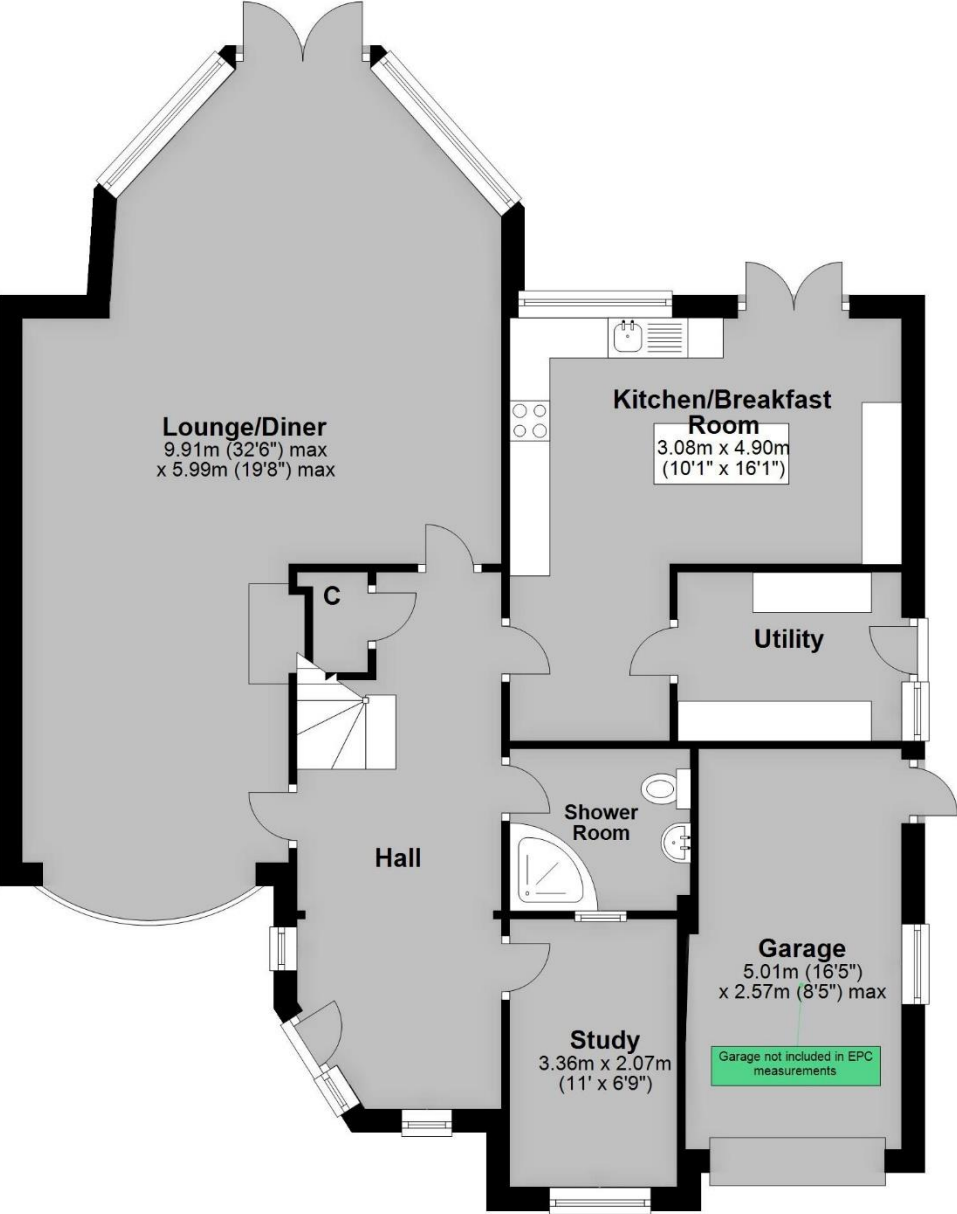 Lounge/Diner
9.91m (32'6") max
x 5.99m (19'8") max
Kitchen/Breakfast
Room
3.08m x 4.90m
(10'1" x 16'1")
C
Utility
Shower
Room
Hall
Garage
5.01m (16'5")
x 2.57m (8'5") max
Garage not included in EPC
measurements
Study
3.36m x 2.07m
(11' x 6'9")